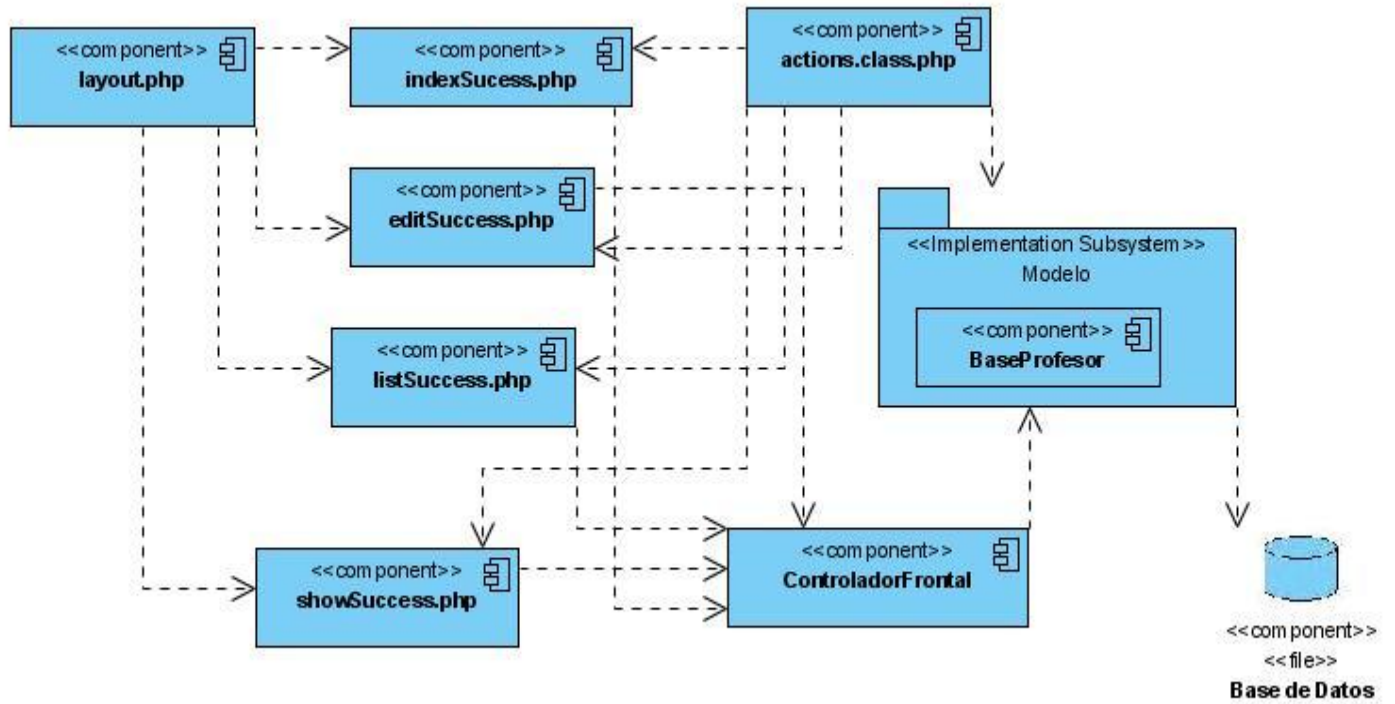 <<component>>
layout.php
<<component>>
indexSucess.php
<<component>>
actions.class.php
<<component>>
editSuccess.php
<<Implementation Subsystem>>
Modelo
<<component>>
BaseProfesor
<<component>>
listSuccess.php
<<component>>
showSuccess.php
<<component>>
ControladorFrontal
<<component>>
<<file>>
Base de Datos